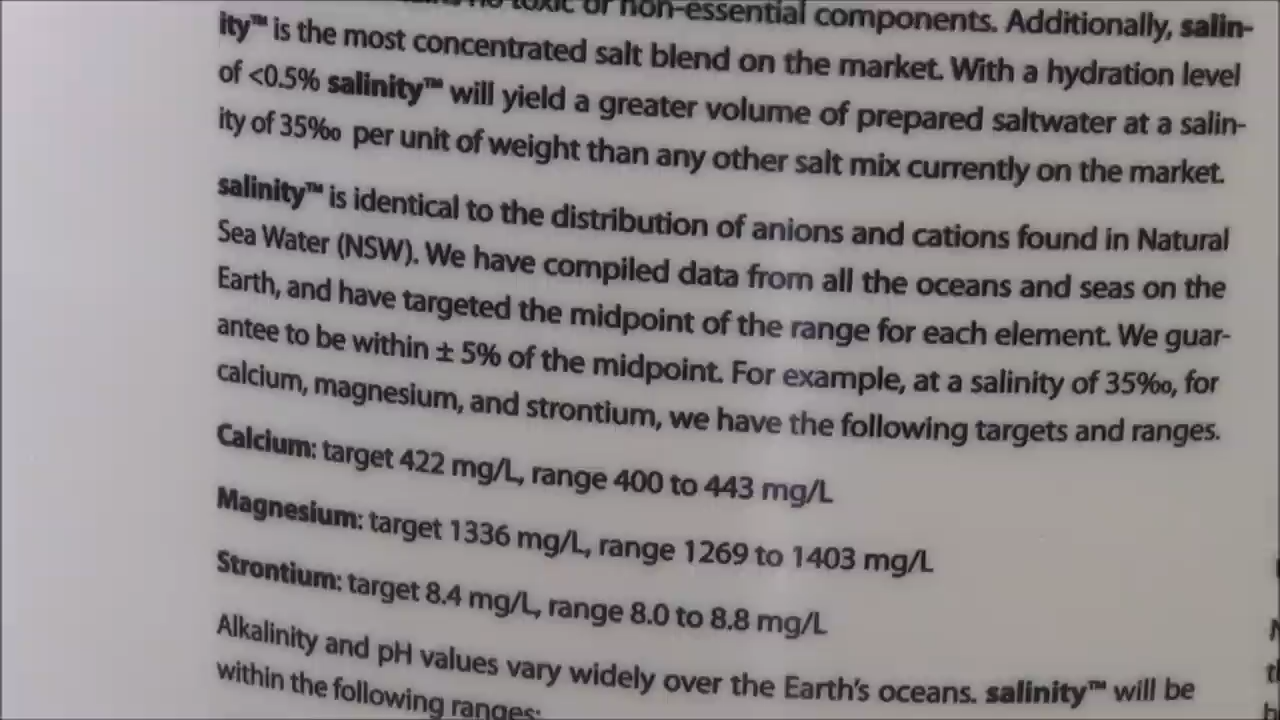 no toxic or non-essential components. Additionally, salin-
ity™ is the most concentrated salt blend on the market. With a hydration level
of <0.5% salinity™ will yield a greater volume of prepared saltwater at a salin-
ity of 35‰ per unit of weight than any other salt mix currently on the market.
salinity™ is identical to the distribution of anions and cations found in Natural
Sea Water (NSW). We have compiled data from all the oceans and seas on the
Earth, and have targeted the midpoint of the range for each element. We guar-
antee to be within ± 5% of the midpoint. For example, at a salinity of 35‰, for
calcium, magnesium, and strontium, we have the following targets and ranges.
Calcium: target 422 mg/L, range 400 to 443 mg/L
Magnesium: target 1336 mg/L, range 1269 to 1403 mg/L
Strontium: target 8.4 mg/L, range 8.0 to 8.8 mg/L
Alkalinity and pH values vary widely over the Earth's oceans. salinity™ will be
within the following ranges: